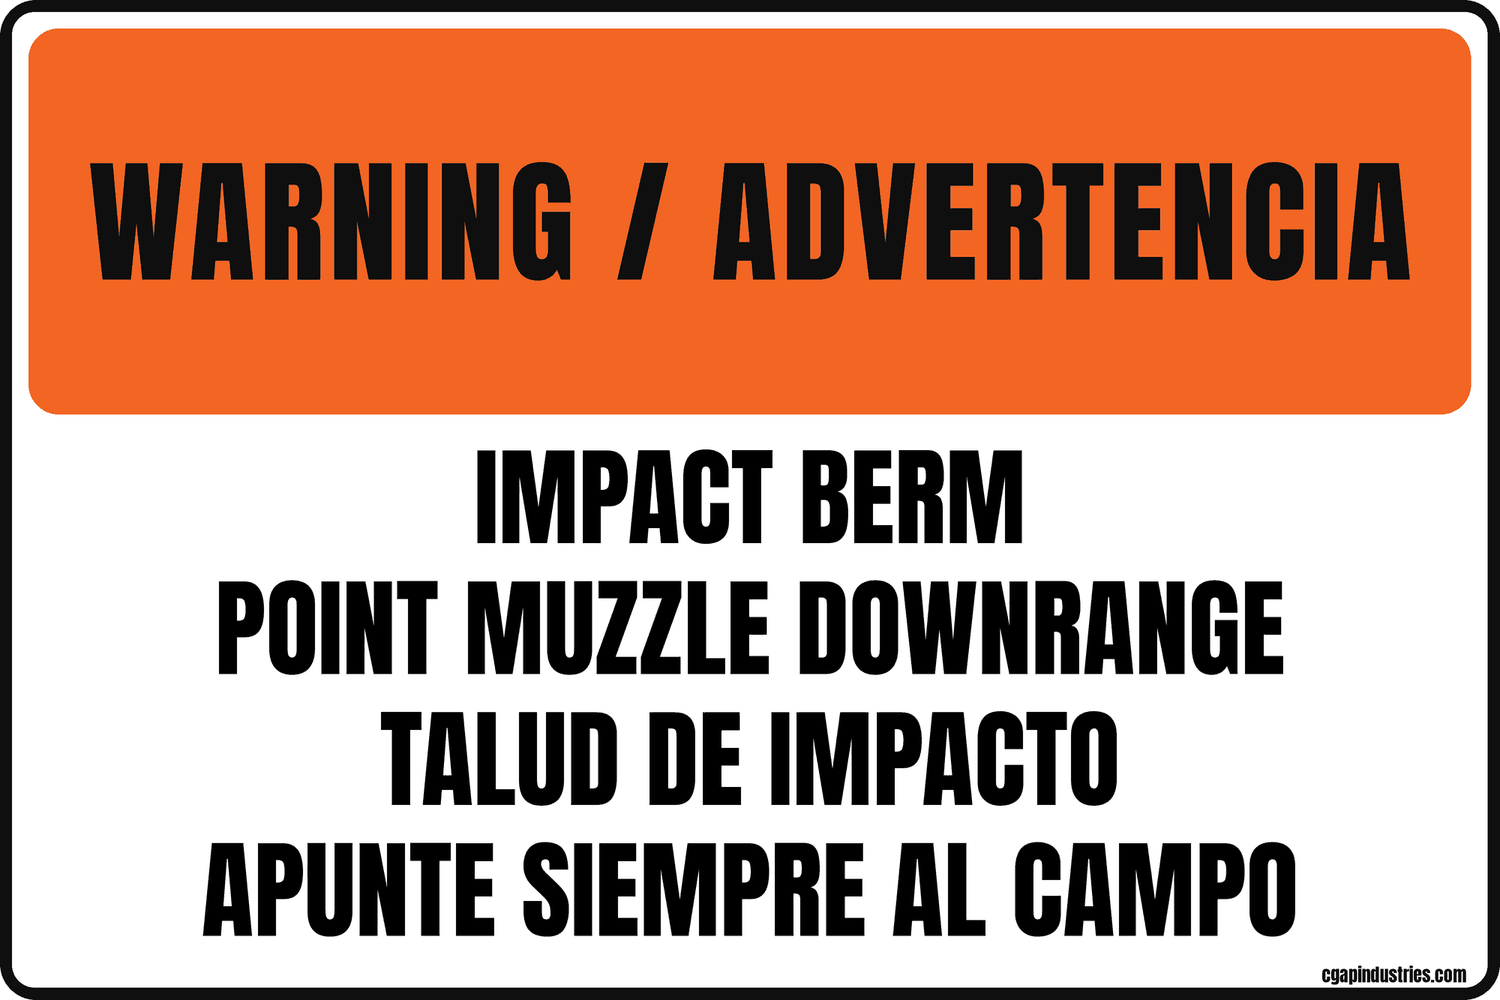 WARNING / ADVERTENCIA
IMPACT BERM
POINT MUZZLE DOWNRANGE
TALUD DE IMPACTO
APUNTE SIEMPRE AL CAMPO
cgapindustries.com